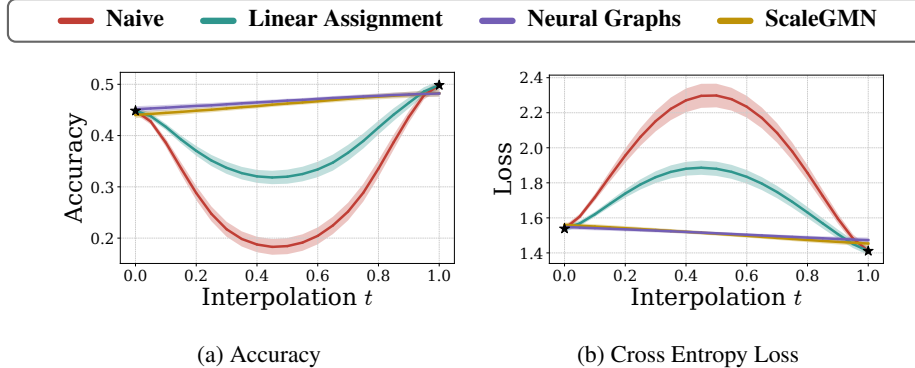 Naive Linear Assignment Neural Graphs ScaleGMN
0.5
0.4
0.3
0.2
Accuracy
0.0 0.2 0.4 0.6 0.8 1.0
Interpolation t
(a) Accuracy
2.4
2.2
2.0
1.8
1.6
1.4
Loss
0.0 0.2 0.4 0.6 0.8 1.0
Interpolation t
(b) Cross Entropy Loss